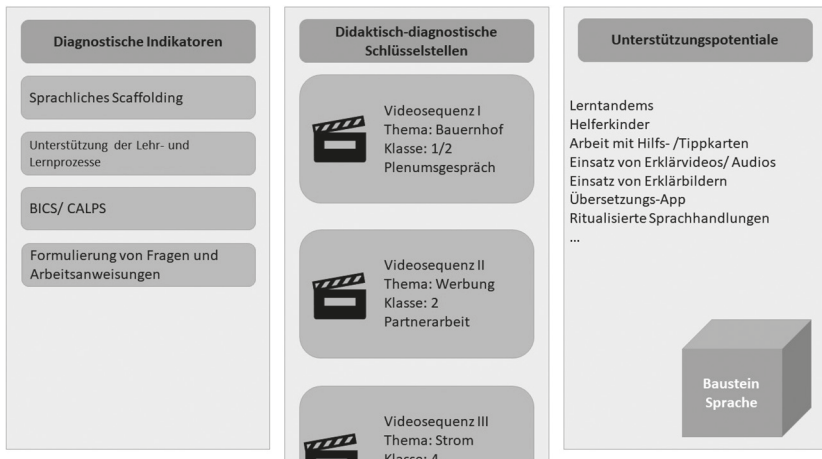 Diagnostische Indikatoren
Sprachliches Scaffolding
Unterstützung der Lehr- und
Lernprozesse
BICS/ CALPS
Formulierung von Fragen und
Arbeitsanweisungen
Didaktisch-diagnostische
Schlüsselstellen
Videosequenz I
Thema: Bauernhof
Klasse: 1/2
Plenumsgespräch
Videosequenz II
Thema: Werbung
Klasse: 2
Partnerarbeit
Videosequenz III
Thema: Strom
Klasse: 4
Unterstützungspotentiale
Lerntandems
Helferkinder
Arbeit mit Hilfs- /Tippkarten
Einsatz von Erklärvideos/ Audios
Einsatz von Erklärbildern
Übersetzungs-App
Ritualisierte Sprachhandlungen
...
Baustein
Sprache